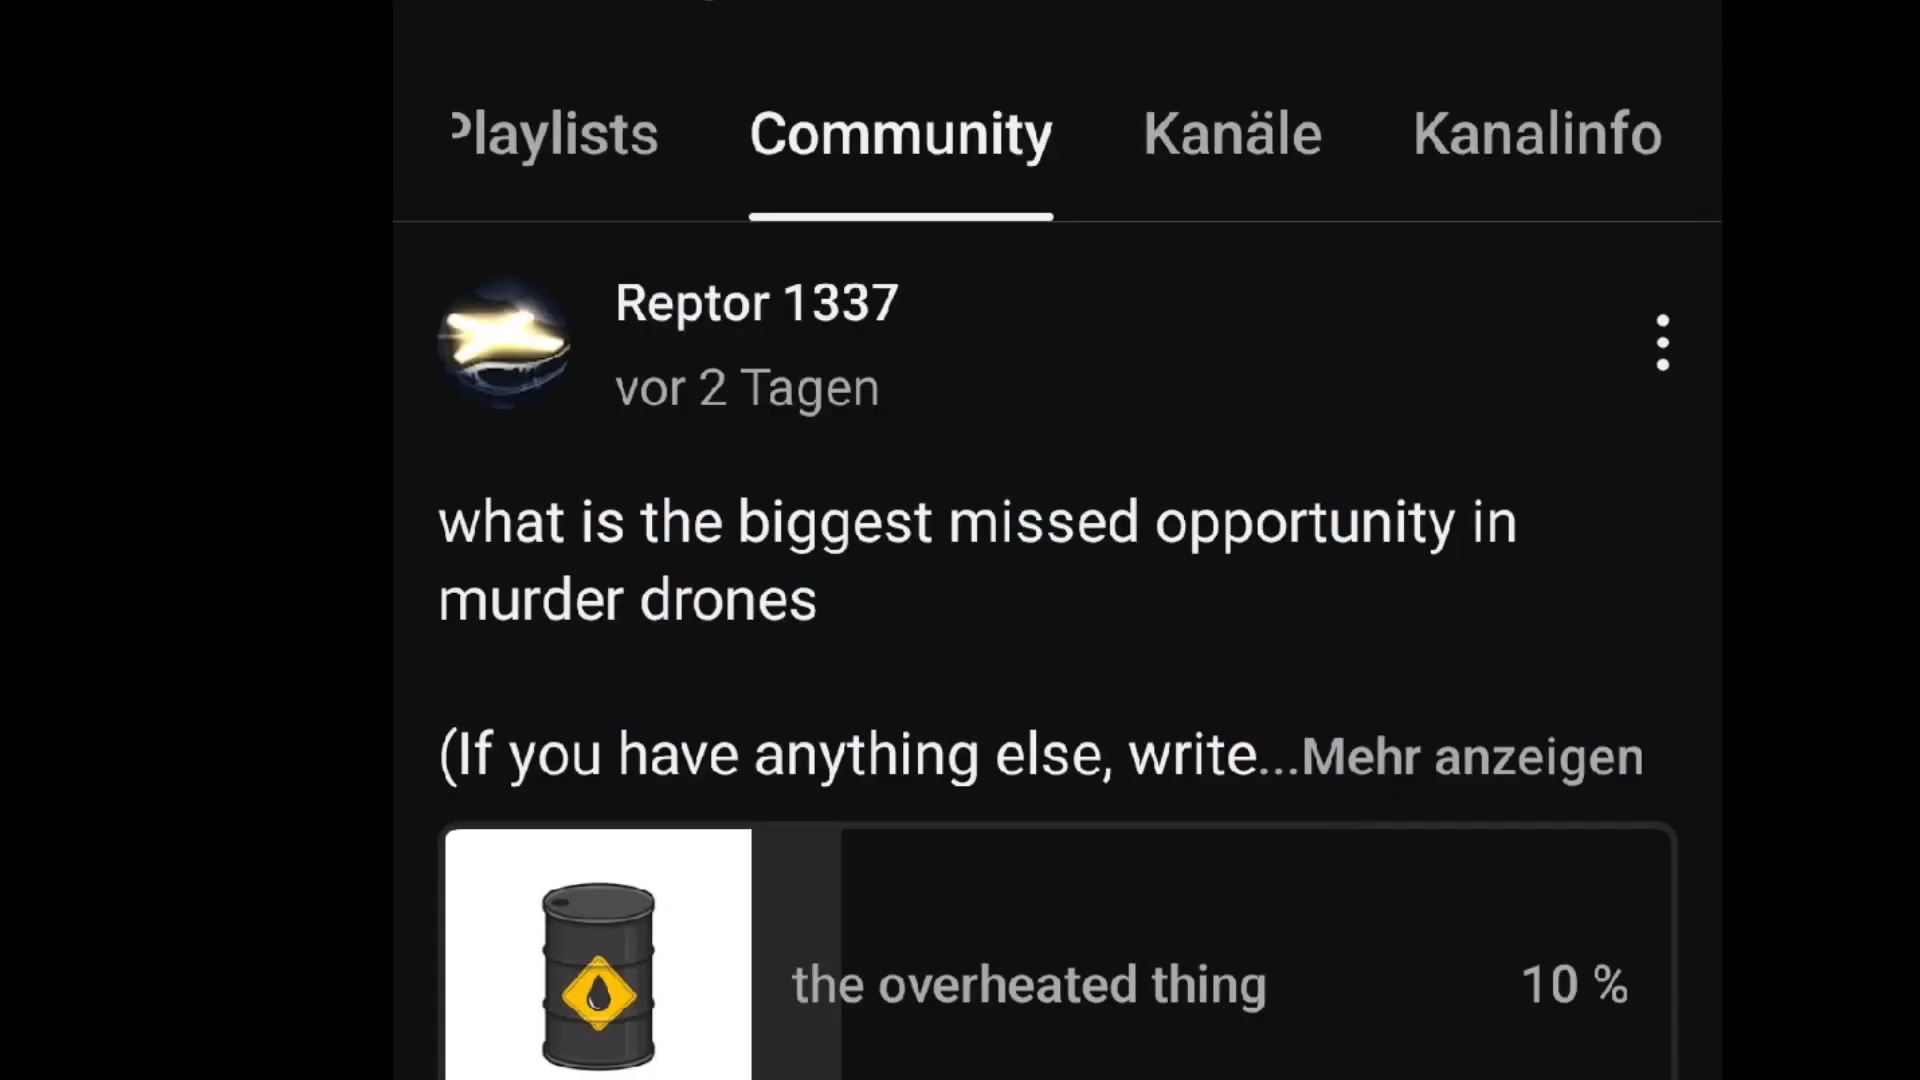 Playlists Community Kanäle Kanalinfo
Reptor 1337
vor 2 Tagen
what is the biggest missed opportunity in
murder drones
(If you have anything else, write...Mehr anzeigen
the overheated thing 10 %